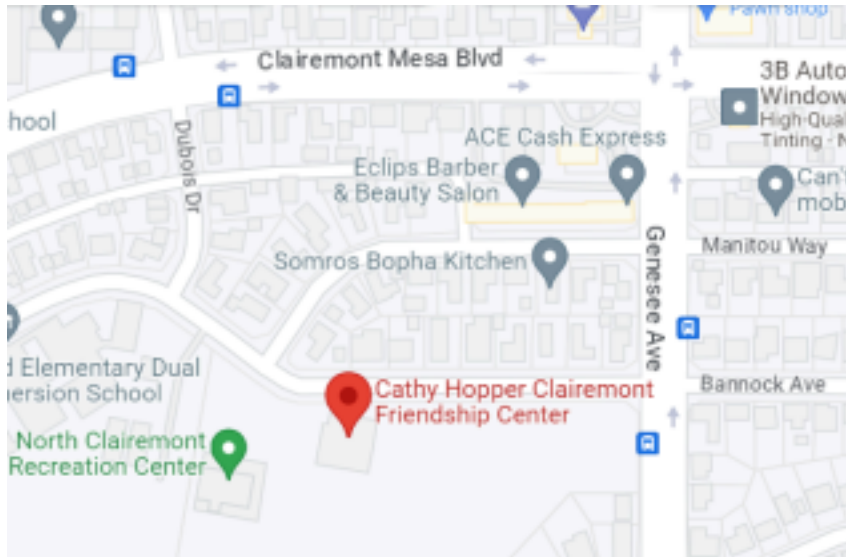 Pawn shop
Clairemont Mesa Blvd
3B Auto
Window
High-Qual
Tinting - N
hool
Dubois Dr
ACE Cash Express
Eclips Barber
& Beauty Salon
Can't
mob
Genesee Ave
Manitou Way
Somros Bopha Kitchen
d Elementary Dual
nersion School
Cathy Hopper Clairemont
Friendship Center
Bannock Ave
North Clairemont
Recreation Center